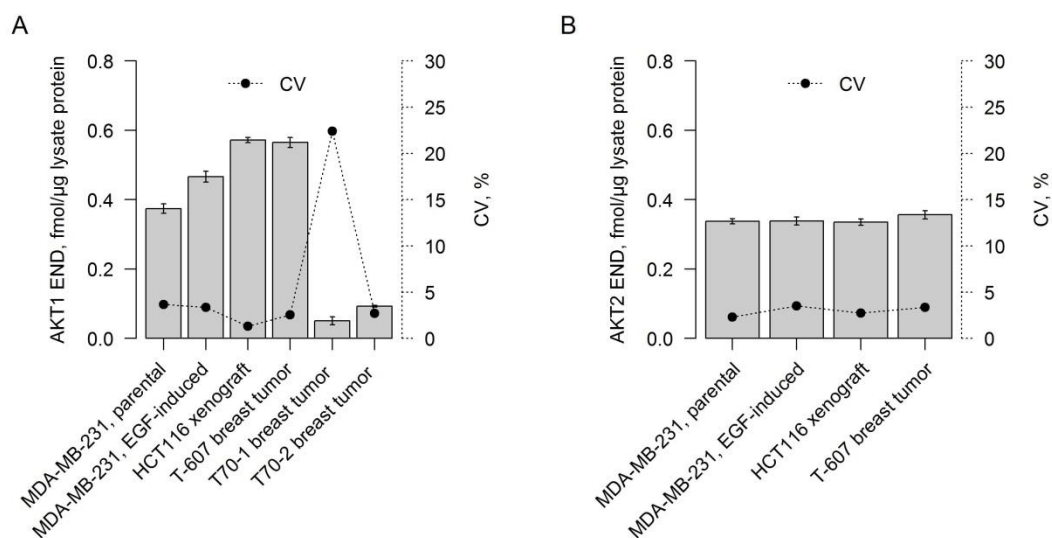 A
AKT1 END, fmol/µg lysate protein
0.8
0.6
0.4
0.2
0.0
CV
30
25
20
15
10
5
0
CV, %
MDA-MB-231, parental
MDA-MB-231, EGF-induced
HCT116 xenograft
T-607 breast tumor
T70-1 breast tumor
T70-2 breast tumor
B
AKT2 END, fmol/µg lysate protein
0.8
0.6
0.4
0.2
0.0
CV
30
25
20
15
10
5
0
CV, %
MDA-MB-231, parental
MDA-MB-231, EGF-induced
HCT116 xenograft
T-607 breast tumor